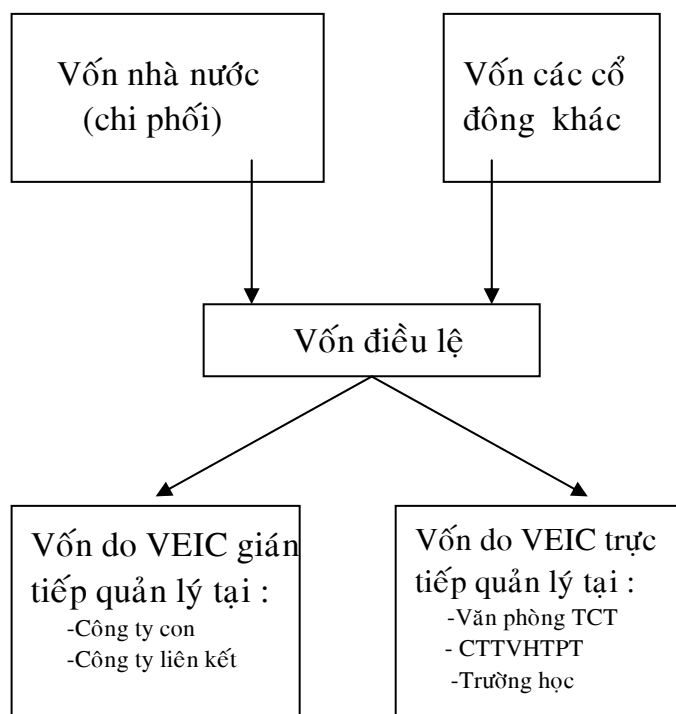 Vốn nhà nước
(chi phối)
Vốn các cổ
đông khác
Vốn điều lệ
Vốn do VEIC gián
tiếp quản lý tại :
-Công ty con
-Công ty liên kết
Vốn do VEIC trực
tiếp quản lý tại :
-Văn phòng TCT
- CTTVHTPT
-Trường học